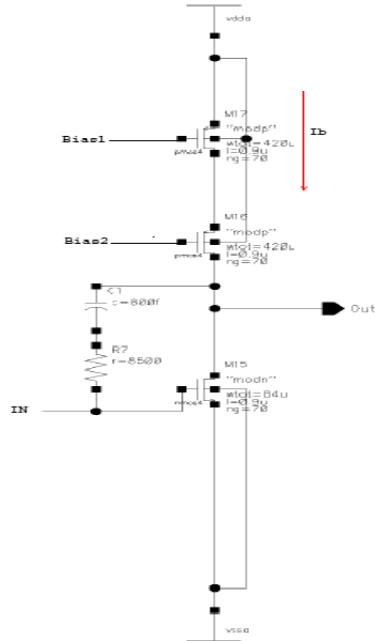 vdda
M17
Ib
"modp"
Bias1
wtot=420u
pmos4
l=0.9u
ng=70
M16
"modp"
Bias2
wtot=420u
pmos4
l=0.9u
ng=70
C1
c=800f
Out
R7
r=8500
M15
"modn"
wtot=84u
IN
nmos4
l=0.9u
ng=70
vssa